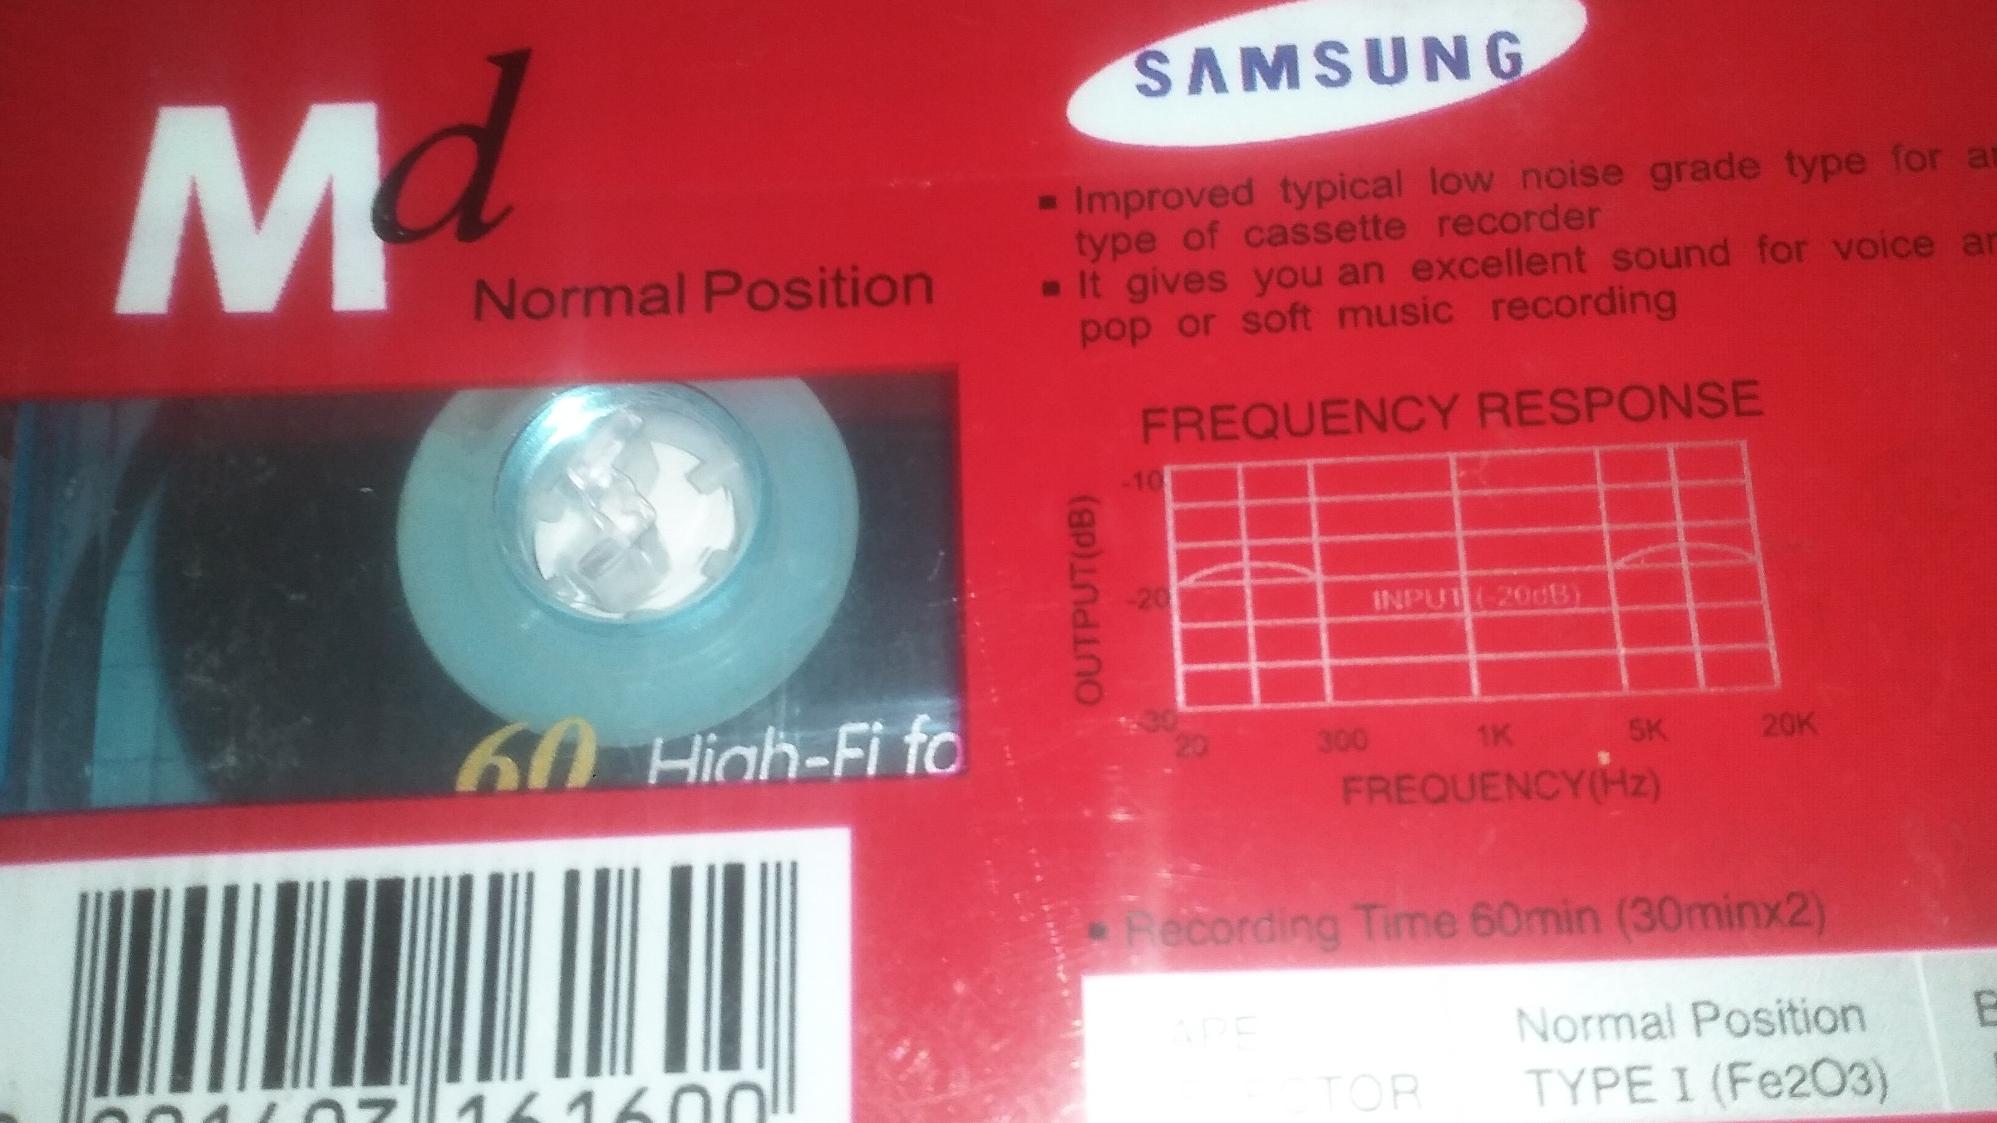 Md
Normal Position
60 High-Fi fo
161600
SAMSUNG
▪ Improved typical low noise grade type for
type of cassette recorder
▪ It gives you an excellent sound for voice
pop or soft music recording
FREQUENCY RESPONSE
OUTPUT(dB)
-10
-20
-30
INPUT (-20dB)
20 300 1K 5K 20K
FREQUENCY(Hz)
▪ Recording Time 60min (30minx2)
Normal Position
TYPE I (Fe2O3)